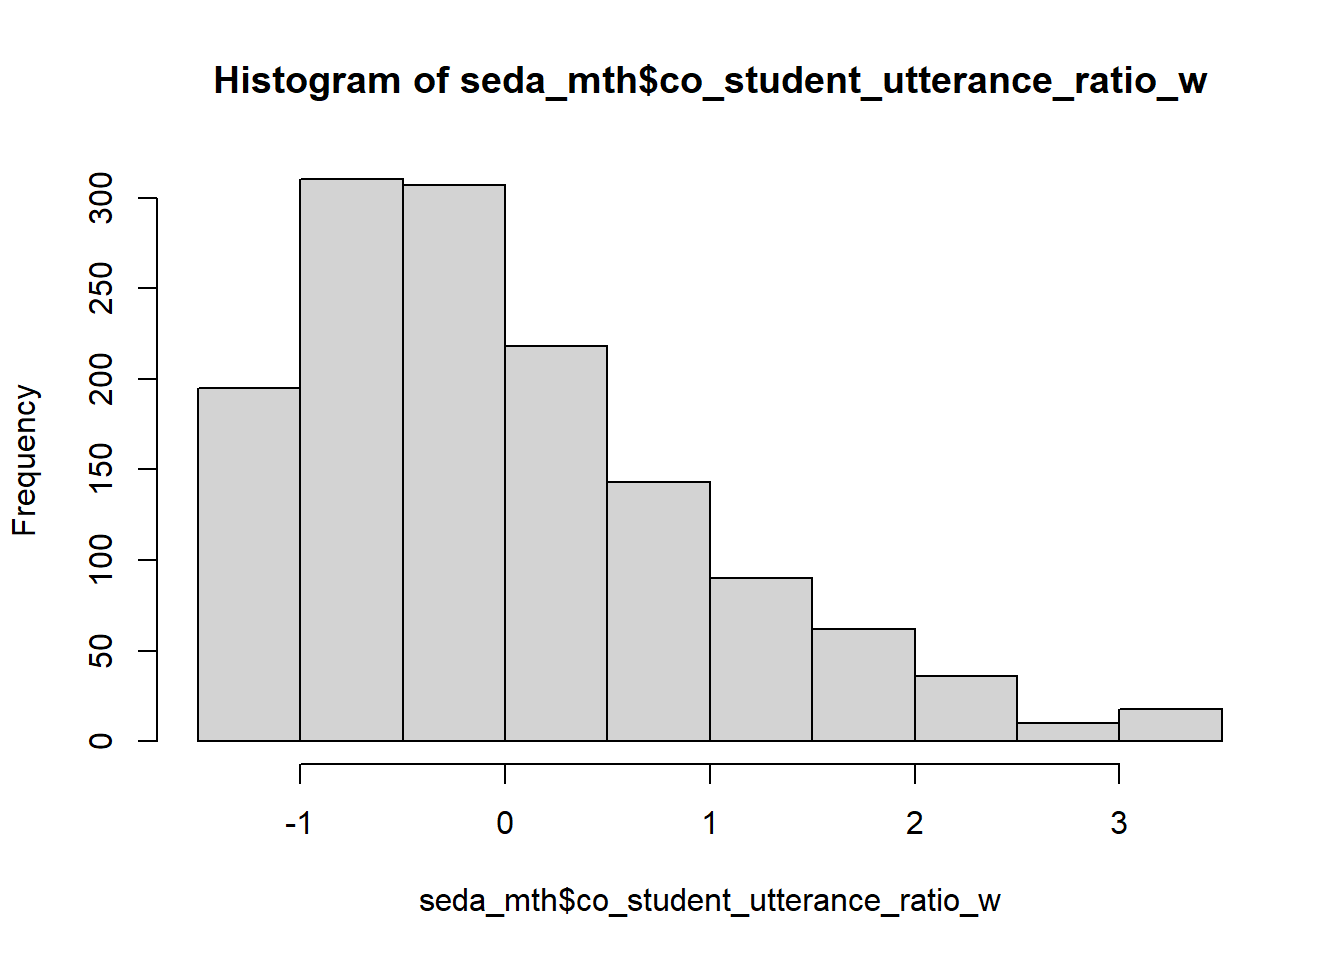 Histogram of seda_mth$co_student_utterance_ratio_w
Frequency
300
250
200
150
100
50
0
-1 0 1 2 3
seda_mth$co_student_utterance_ratio_w